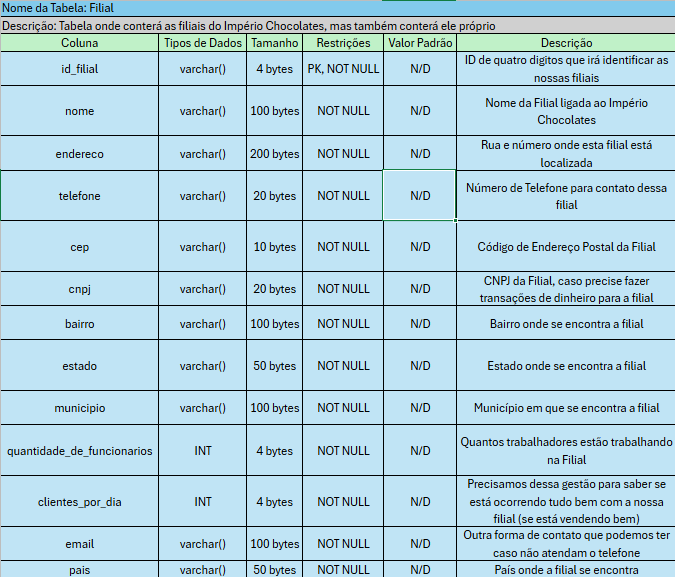 Nome da Tabela: Filial
Descrição: Tabela onde conterá as filiais do Império Chocolates, mas também conterá ele próprio
Coluna Tipos de Dados Tamanho Restrições Valor Padrão Descrição
id_filial varchar() 4 bytes PK, NOT NULL N/D ID de quatro digitos que irá identificar as
nossas filiais
nome varchar() 100 bytes NOT NULL N/D Nome da Filial ligada ao Império
Chocolates
endereco varchar() 200 bytes NOT NULL N/D Rua e número onde esta filial está
localizada
telefone varchar() 20 bytes NOT NULL N/D Número de Telefone para contato dessa
filial
cep varchar() 10 bytes NOT NULL N/D Código de Endereço Postal da Filial
cnpj varchar() 20 bytes NOT NULL N/D CNPJ da Filial, caso precise fazer
transações de dinheiro para a filial
bairro varchar() 100 bytes NOT NULL N/D Bairro onde se encontra a filial
estado varchar() 50 bytes NOT NULL N/D Estado onde se encontra a filial
municipio varchar() 100 bytes NOT NULL N/D Município em que se encontra a filial
quantidade_de_funcionarios INT 4 bytes NOT NULL N/D Quantos trabalhadores estão trabalhando
na Filial
clientes_por_dia INT 4 bytes NOT NULL N/D Precisamos dessa gestão para saber se
está ocorrendo tudo bem com a nossa
filial (se está vendendo bem)
email varchar() 100 bytes NOT NULL N/D Outra forma de contato que podemos ter
caso não atendam o telefone
pais varchar() 50 bytes NOT NULL N/D País onde a filial se encontra